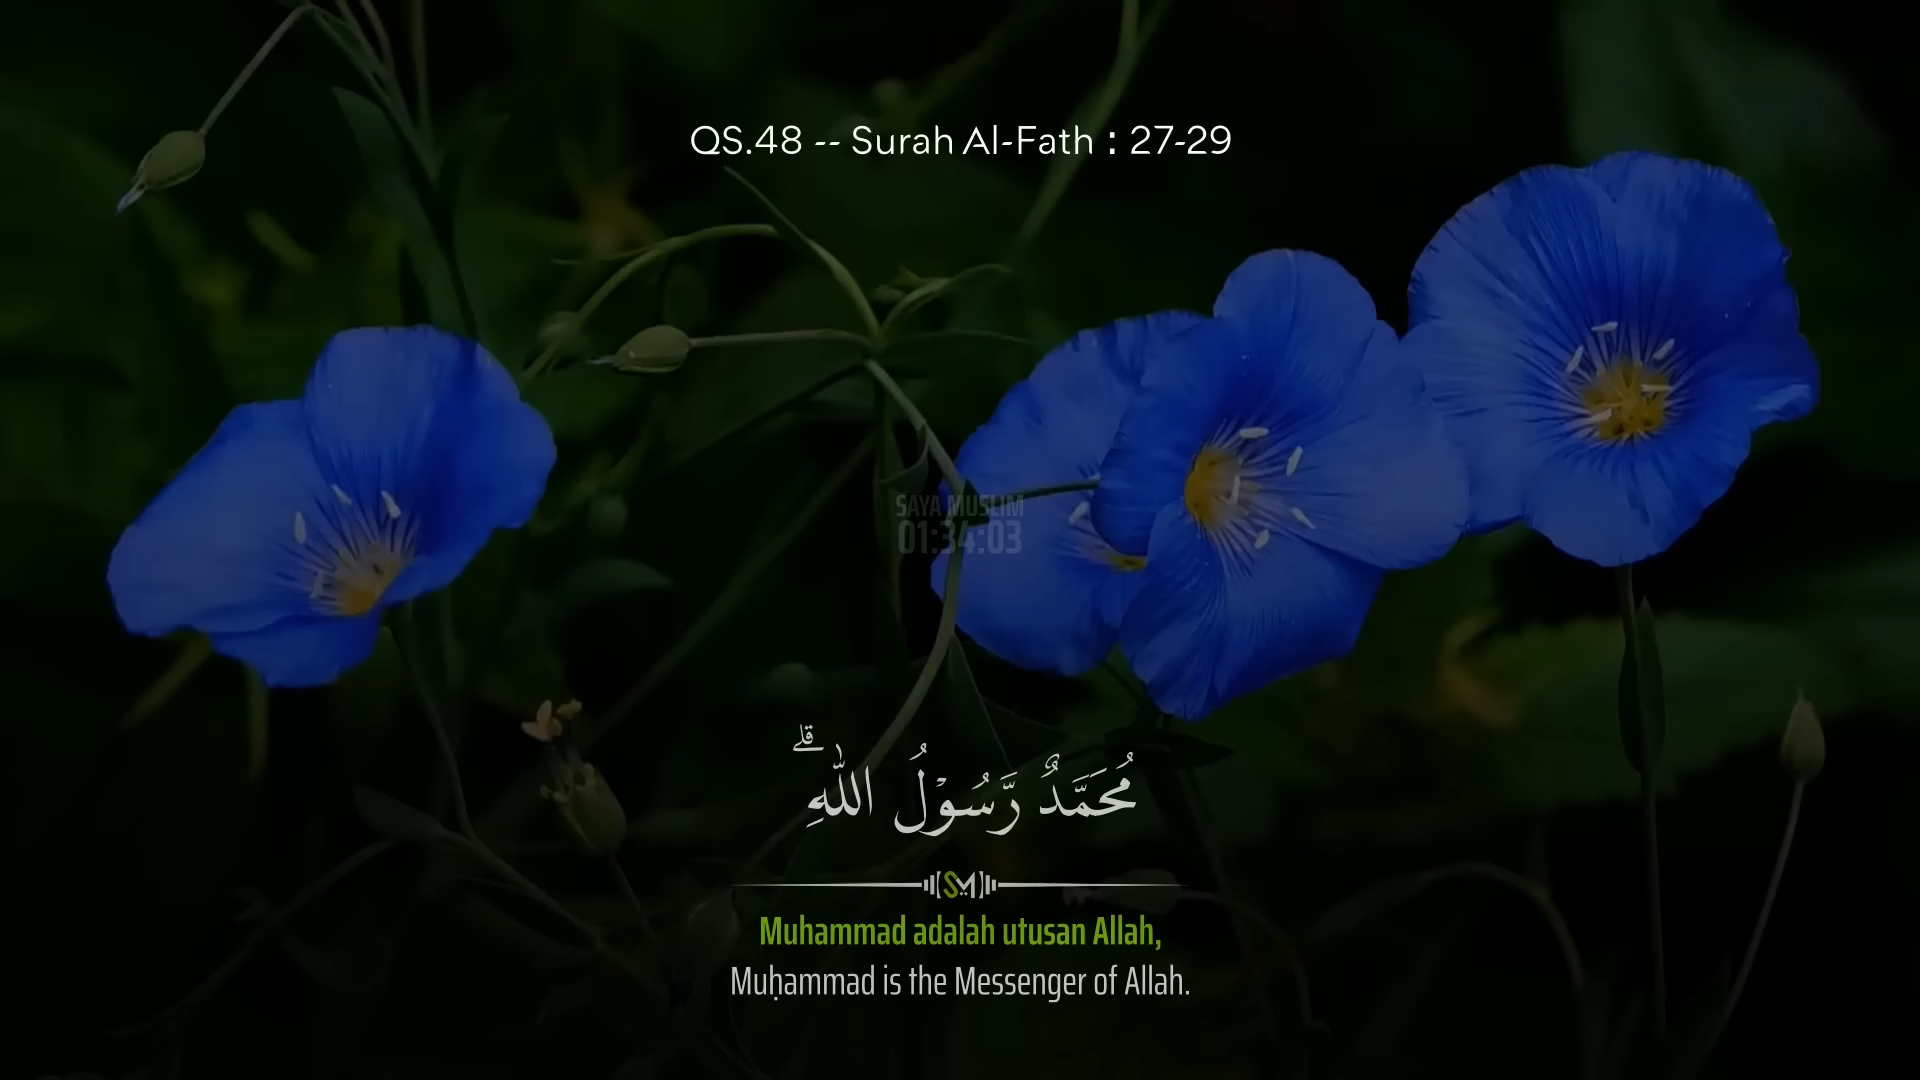 QS.48 -- Surah Al-Fath : 27-29
SAYA MUSLIM
01:34:03
مُحَمَّدٌ رَّسُوْلُ اللّٰهِ ۗ
SM
Muhammad adalah utusan Allah,
Muḥammad is the Messenger of Allah.